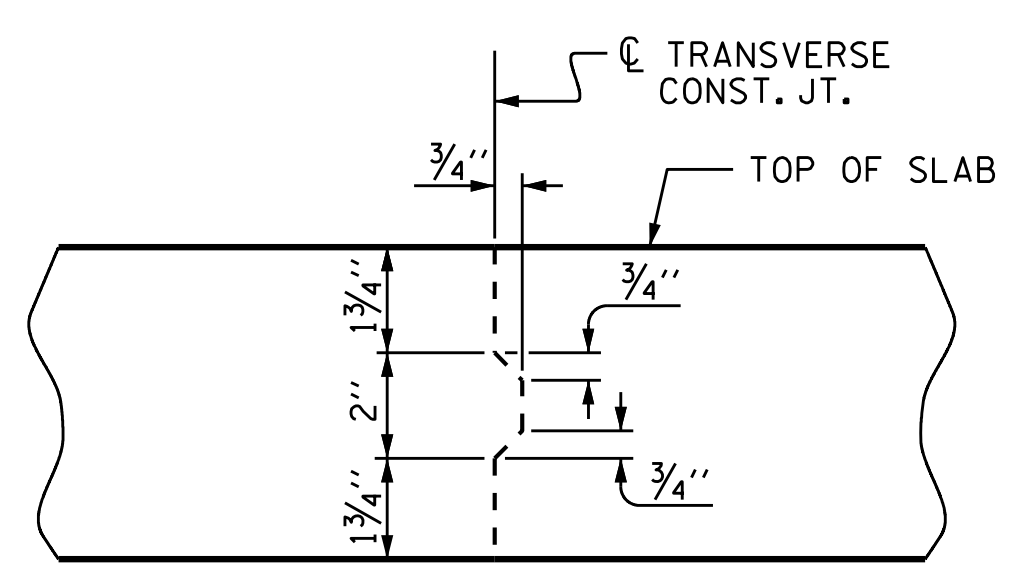 ℄ TRANSVERSE
CONST. JT.
3/4''
TOP OF SLAB
1 3/4''
3/4''
2''
3/4''
1 3/4''